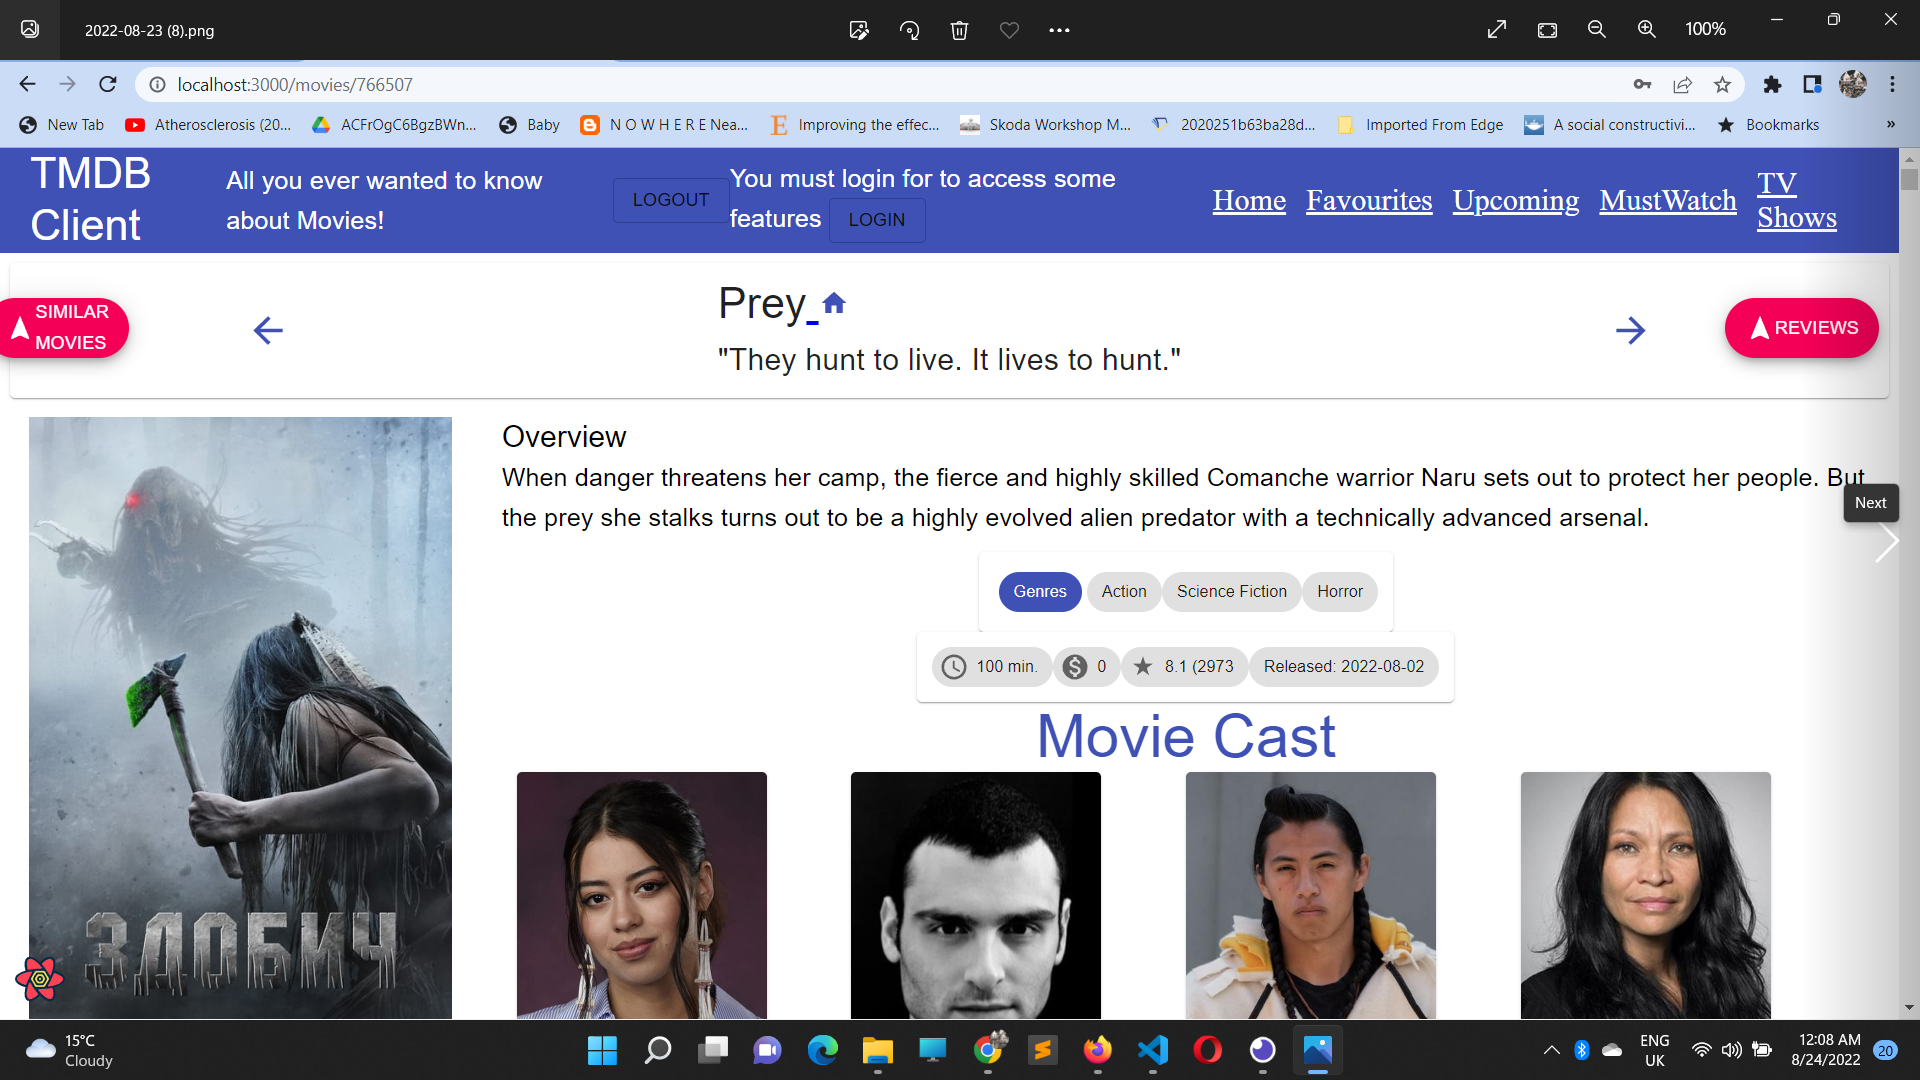 2022-08-23 (8).png
100%
localhost:3000/movies/766507
New Tab
Atherosclerosis (20...
ACFrOgC6BgzBWn...
Baby
N O W H E R E Nea...
Improving the effec...
Skoda Workshop M...
2020251b63ba28d...
Imported From Edge
A social constructivi...
Bookmarks
»
TMDB
Client
All you ever wanted to know
about Movies!
LOGOUT
You must login for to access some
features LOGIN
Home
Favourites
Upcoming
MustWatch
TV
Shows
SIMILAR
MOVIES
Prey
"They hunt to live. It lives to hunt."
REVIEWS
Overview
When danger threatens her camp, the fierce and highly skilled Comanche warrior Naru sets out to protect her people. But
the prey she stalks turns out to be a highly evolved alien predator with a technically advanced arsenal.
Next
Genres
Action
Science Fiction
Horror
100 min.
0
8.1 (2973
Released: 2022-08-02
Movie Cast
ЗДОБИЧ
15°C
Cloudy
ENG
UK
12:08 AM
8/24/2022
20